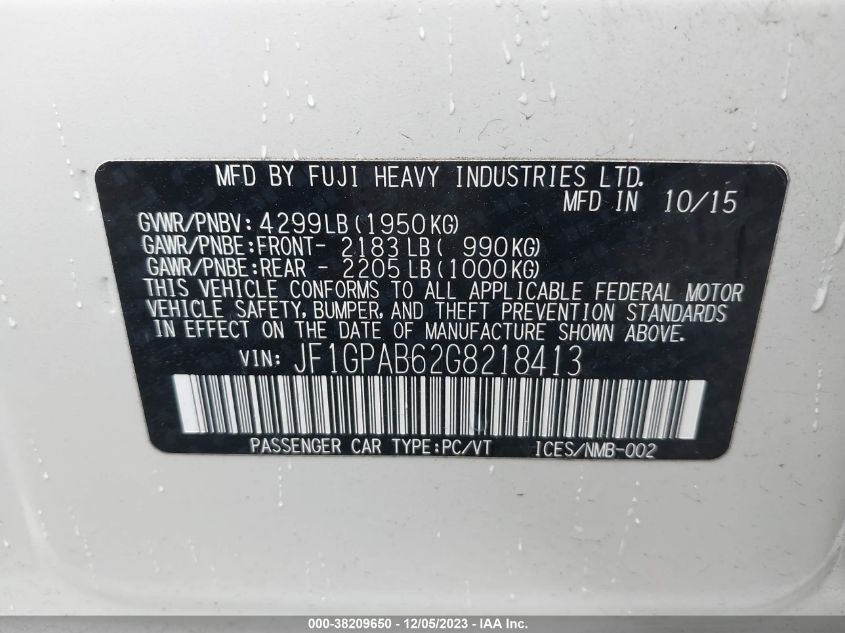 MFD BY FUJI HEAVY INDUSTRIES LTD.
MFD IN 10/15
GVWR/PNBV: 4299LB(1950KG)
GAWR/PNBE:FRONT- 2183LB( 990KG)
GAWR/PNBE:REAR - 2205LB(1000KG)
THIS VEHICLE CONFORMS TO ALL APPLICABLE FEDERAL MOTOR
VEHICLE SAFETY, BUMPER, AND THEFT PREVENTION STANDARDS
IN EFFECT ON THE DATE OF MANUFACTURE SHOWN ABOVE.
VIN: JF1GPAB62G8218413
PASSENGER CAR TYPE:PC/VT ICES/NMB-002
000-38209650 - 12/05/2023 - IAA Inc.